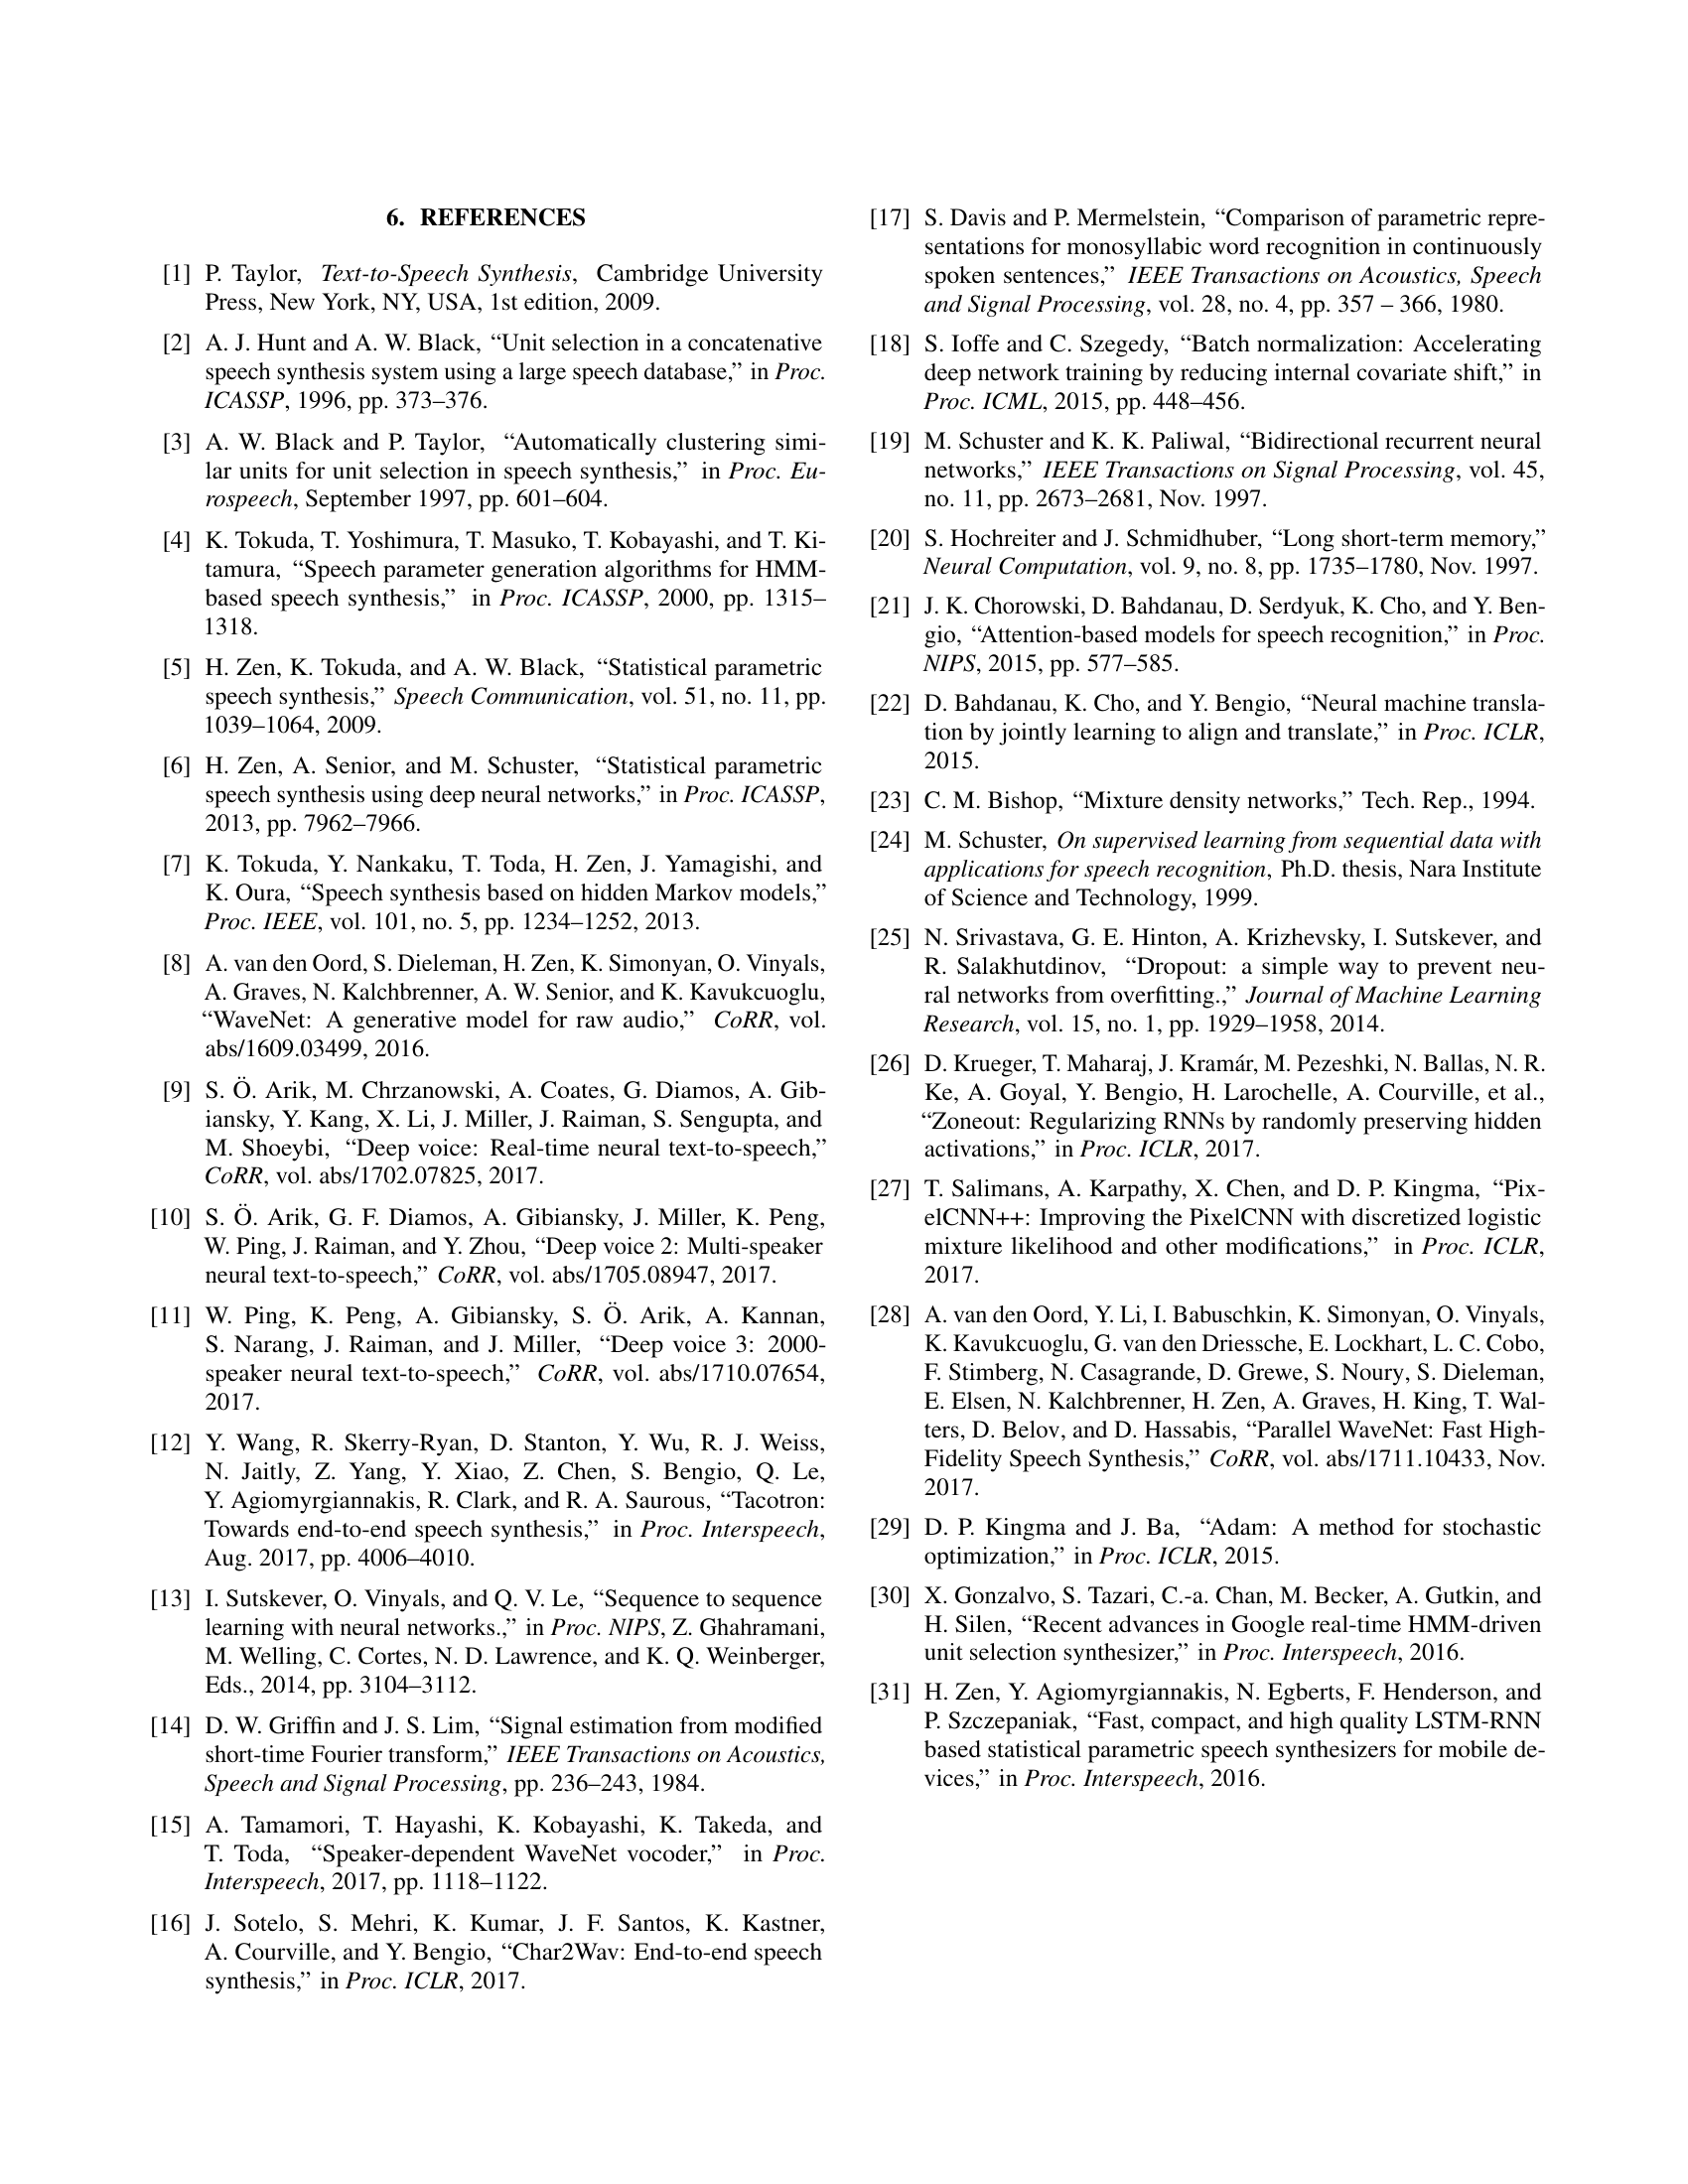 6. REFERENCES
[1] P. Taylor, Text-to-Speech Synthesis, Cambridge University
Press, New York, NY, USA, 1st edition, 2009.
[2] A. J. Hunt and A. W. Black, “Unit selection in a concatenative
speech synthesis system using a large speech database,” in Proc.
ICASSP, 1996, pp. 373–376.
[3] A. W. Black and P. Taylor, “Automatically clustering simi-
lar units for unit selection in speech synthesis,” in Proc. Eu-
rospeech, September 1997, pp. 601–604.
[4] K. Tokuda, T. Yoshimura, T. Masuko, T. Kobayashi, and T. Ki-
tamura, “Speech parameter generation algorithms for HMM-
based speech synthesis,” in Proc. ICASSP, 2000, pp. 1315–
1318.
[5] H. Zen, K. Tokuda, and A. W. Black, “Statistical parametric
speech synthesis,” Speech Communication, vol. 51, no. 11, pp.
1039–1064, 2009.
[6] H. Zen, A. Senior, and M. Schuster, “Statistical parametric
speech synthesis using deep neural networks,” in Proc. ICASSP,
2013, pp. 7962–7966.
[7] K. Tokuda, Y. Nankaku, T. Toda, H. Zen, J. Yamagishi, and
K. Oura, “Speech synthesis based on hidden Markov models,”
Proc. IEEE, vol. 101, no. 5, pp. 1234–1252, 2013.
[8] A. van den Oord, S. Dieleman, H. Zen, K. Simonyan, O. Vinyals,
A. Graves, N. Kalchbrenner, A. W. Senior, and K. Kavukcuoglu,
“WaveNet: A generative model for raw audio,” CoRR, vol.
abs/1609.03499, 2016.
[9] S. Ö. Arik, M. Chrzanowski, A. Coates, G. Diamos, A. Gib-
iansky, Y. Kang, X. Li, J. Miller, J. Raiman, S. Sengupta, and
M. Shoeybi, “Deep voice: Real-time neural text-to-speech,”
CoRR, vol. abs/1702.07825, 2017.
[10] S. Ö. Arik, G. F. Diamos, A. Gibiansky, J. Miller, K. Peng,
W. Ping, J. Raiman, and Y. Zhou, “Deep voice 2: Multi-speaker
neural text-to-speech,” CoRR, vol. abs/1705.08947, 2017.
[11] W. Ping, K. Peng, A. Gibiansky, S. Ö. Arik, A. Kannan,
S. Narang, J. Raiman, and J. Miller, “Deep voice 3: 2000-
speaker neural text-to-speech,” CoRR, vol. abs/1710.07654,
2017.
[12] Y. Wang, R. Skerry-Ryan, D. Stanton, Y. Wu, R. J. Weiss,
N. Jaitly, Z. Yang, Y. Xiao, Z. Chen, S. Bengio, Q. Le,
Y. Agiomyrgiannakis, R. Clark, and R. A. Saurous, “Tacotron:
Towards end-to-end speech synthesis,” in Proc. Interspeech,
Aug. 2017, pp. 4006–4010.
[13] I. Sutskever, O. Vinyals, and Q. V. Le, “Sequence to sequence
learning with neural networks.,” in Proc. NIPS, Z. Ghahramani,
M. Welling, C. Cortes, N. D. Lawrence, and K. Q. Weinberger,
Eds., 2014, pp. 3104–3112.
[14] D. W. Griffin and J. S. Lim, “Signal estimation from modified
short-time Fourier transform,” IEEE Transactions on Acoustics,
Speech and Signal Processing, pp. 236–243, 1984.
[15] A. Tamamori, T. Hayashi, K. Kobayashi, K. Takeda, and
T. Toda, “Speaker-dependent WaveNet vocoder,” in Proc.
Interspeech, 2017, pp. 1118–1122.
[16] J. Sotelo, S. Mehri, K. Kumar, J. F. Santos, K. Kastner,
A. Courville, and Y. Bengio, “Char2Wav: End-to-end speech
synthesis,” in Proc. ICLR, 2017.
[17] S. Davis and P. Mermelstein, “Comparison of parametric repre-
sentations for monosyllabic word recognition in continuously
spoken sentences,” IEEE Transactions on Acoustics, Speech
and Signal Processing, vol. 28, no. 4, pp. 357 – 366, 1980.
[18] S. Ioffe and C. Szegedy, “Batch normalization: Accelerating
deep network training by reducing internal covariate shift,” in
Proc. ICML, 2015, pp. 448–456.
[19] M. Schuster and K. K. Paliwal, “Bidirectional recurrent neural
networks,” IEEE Transactions on Signal Processing, vol. 45,
no. 11, pp. 2673–2681, Nov. 1997.
[20] S. Hochreiter and J. Schmidhuber, “Long short-term memory,”
Neural Computation, vol. 9, no. 8, pp. 1735–1780, Nov. 1997.
[21] J. K. Chorowski, D. Bahdanau, D. Serdyuk, K. Cho, and Y. Ben-
gio, “Attention-based models for speech recognition,” in Proc.
NIPS, 2015, pp. 577–585.
[22] D. Bahdanau, K. Cho, and Y. Bengio, “Neural machine transla-
tion by jointly learning to align and translate,” in Proc. ICLR,
2015.
[23] C. M. Bishop, “Mixture density networks,” Tech. Rep., 1994.
[24] M. Schuster, On supervised learning from sequential data with
applications for speech recognition, Ph.D. thesis, Nara Institute
of Science and Technology, 1999.
[25] N. Srivastava, G. E. Hinton, A. Krizhevsky, I. Sutskever, and
R. Salakhutdinov, “Dropout: a simple way to prevent neu-
ral networks from overfitting.,” Journal of Machine Learning
Research, vol. 15, no. 1, pp. 1929–1958, 2014.
[26] D. Krueger, T. Maharaj, J. Kramár, M. Pezeshki, N. Ballas, N. R.
Ke, A. Goyal, Y. Bengio, H. Larochelle, A. Courville, et al.,
“Zoneout: Regularizing RNNs by randomly preserving hidden
activations,” in Proc. ICLR, 2017.
[27] T. Salimans, A. Karpathy, X. Chen, and D. P. Kingma, “Pix-
elCNN++: Improving the PixelCNN with discretized logistic
mixture likelihood and other modifications,” in Proc. ICLR,
2017.
[28] A. van den Oord, Y. Li, I. Babuschkin, K. Simonyan, O. Vinyals,
K. Kavukcuoglu, G. van den Driessche, E. Lockhart, L. C. Cobo,
F. Stimberg, N. Casagrande, D. Grewe, S. Noury, S. Dieleman,
E. Elsen, N. Kalchbrenner, H. Zen, A. Graves, H. King, T. Wal-
ters, D. Belov, and D. Hassabis, “Parallel WaveNet: Fast High-
Fidelity Speech Synthesis,” CoRR, vol. abs/1711.10433, Nov.
2017.
[29] D. P. Kingma and J. Ba, “Adam: A method for stochastic
optimization,” in Proc. ICLR, 2015.
[30] X. Gonzalvo, S. Tazari, C.-a. Chan, M. Becker, A. Gutkin, and
H. Silen, “Recent advances in Google real-time HMM-driven
unit selection synthesizer,” in Proc. Interspeech, 2016.
[31] H. Zen, Y. Agiomyrgiannakis, N. Egberts, F. Henderson, and
P. Szczepaniak, “Fast, compact, and high quality LSTM-RNN
based statistical parametric speech synthesizers for mobile de-
vices,” in Proc. Interspeech, 2016.